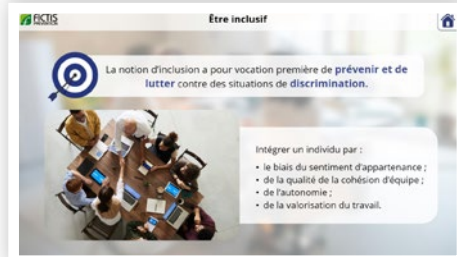 FICTIS
Être inclusif
La notion d'inclusion a pour vocation première de prévenir et de
lutter contre des situations de discrimination.
Intégrer un individu par :
• le biais du sentiment d'appartenance ;
• de la qualité de la cohésion d'équipe ;
• de l'autonomie ;
• de la valorisation du travail.